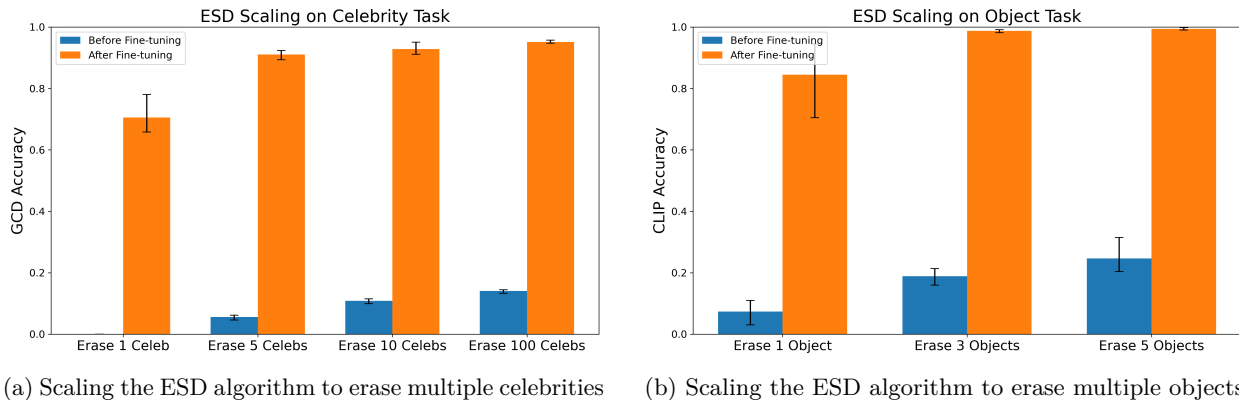 ESD Scaling on Celebrity Task
Before Fine-tuning
After Fine-tuning
GCD Accuracy
1.0
0.8
0.6
0.4
0.2
0.0
Erase 1 Celeb Erase 5 Celebs Erase 10 Celebs Erase 100 Celebs
(a) Scaling the ESD algorithm to erase multiple celebrities
ESD Scaling on Object Task
Before Fine-tuning
After Fine-tuning
CLIP Accuracy
1.0
0.8
0.6
0.4
0.2
0.0
Erase 1 Object Erase 3 Objects Erase 5 Objects
(b) Scaling the ESD algorithm to erase multiple objects